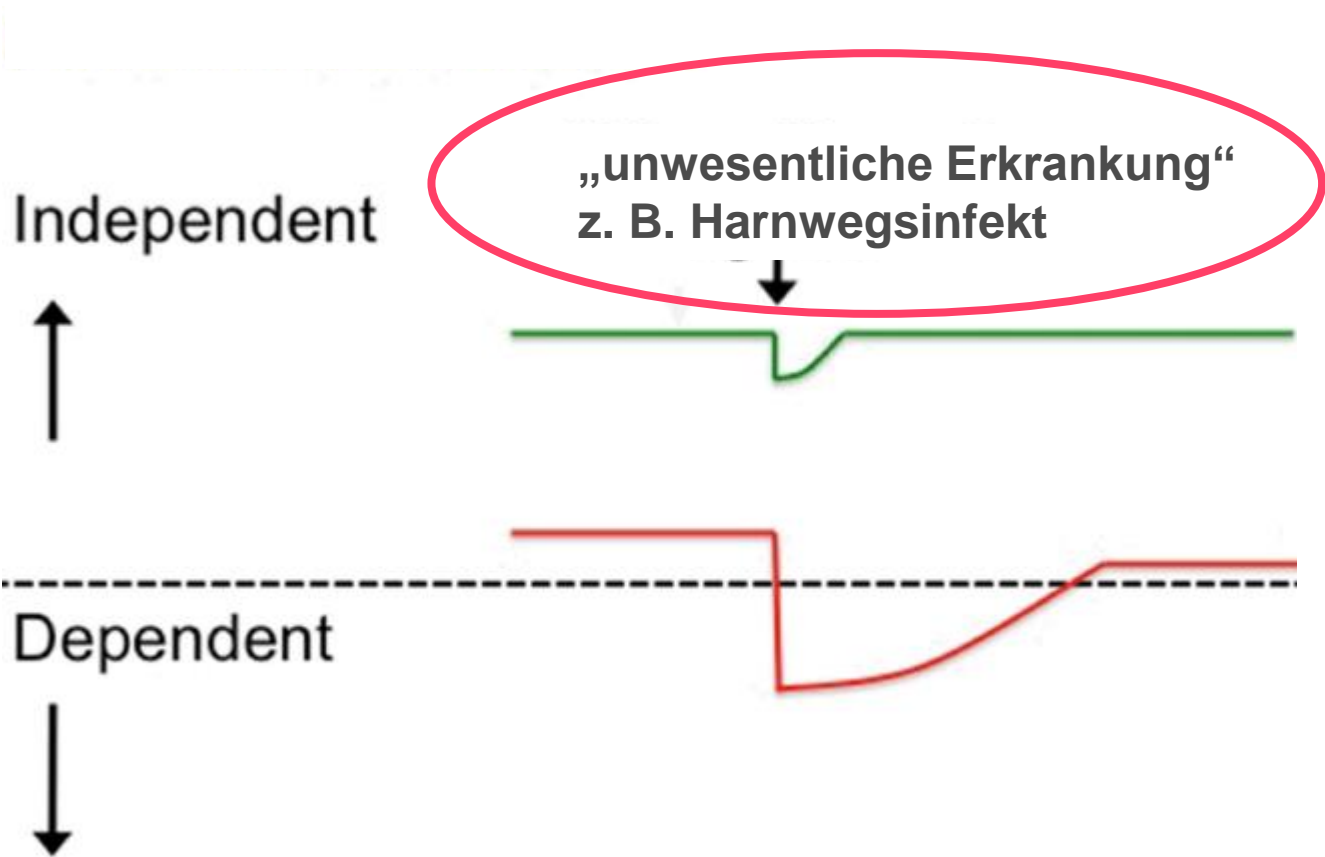 „unwesentliche Erkrankung“
z. B. Harnwegsinfekt
Independent
Dependent